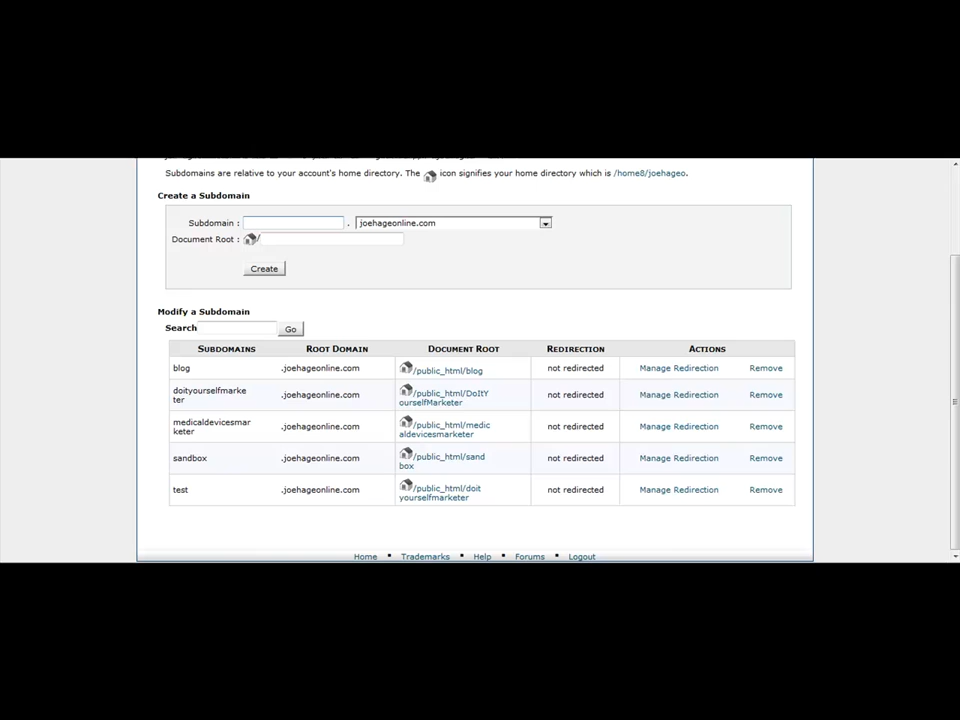 Subdomains are relative to your account's home directory. The icon signifies your home directory which is /home8/joehageo.
Create a Subdomain
Subdomain : . joehageonline.com
Document Root : /
Create
Modify a Subdomain
Search Go
SUBDOMAINS ROOT DOMAIN DOCUMENT ROOT REDIRECTION ACTIONS
blog .joehageonline.com /public_html/blog not redirected Manage Redirection Remove
doityourselfmarke
ter .joehageonline.com /public_html/DoItY
ourselfMarketer not redirected Manage Redirection Remove
medicaldevicesmar
keter .joehageonline.com /public_html/medic
aldevicesmarketer not redirected Manage Redirection Remove
sandbox .joehageonline.com /public_html/sand
box not redirected Manage Redirection Remove
test .joehageonline.com /public_html/doit
yourselfmarketer not redirected Manage Redirection Remove
Home ▪ Trademarks ▪ Help ▪ Forums ▪ Logout